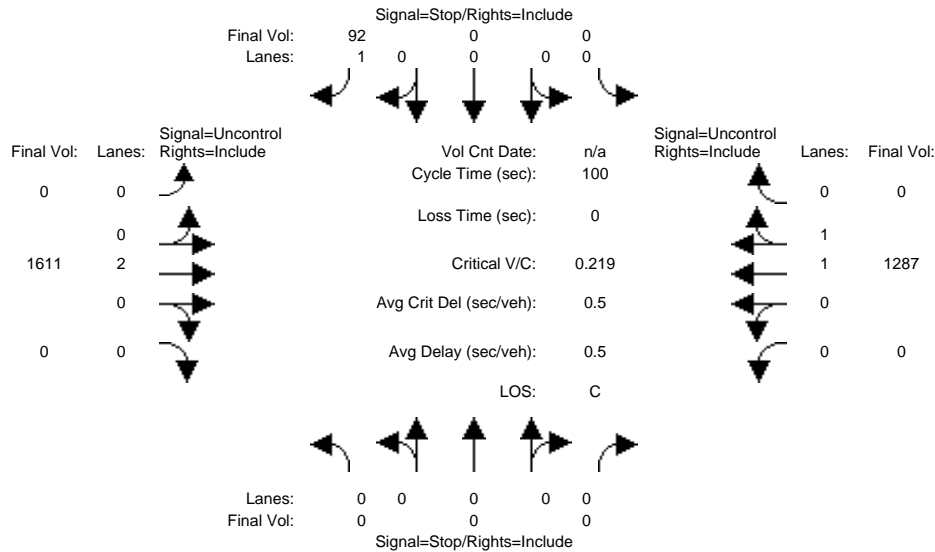 Signal=Stop/Rights=Include
Final Vol: 92 0 0
Lanes: 1 0 0 0 0
Signal=Uncontrol Signal=Uncontrol
Final Vol: Lanes: Rights=Include Vol Cnt Date: n/a Rights=Include Lanes: Final Vol:
Cycle Time (sec): 100
0 0 0 0
Loss Time (sec): 0
0 1
1611 2 Critical V/C: 0.219 1 1287
0 Avg Crit Del (sec/veh): 0.5 0
0 0 Avg Delay (sec/veh): 0.5 0 0
LOS: C
Lanes: 0 0 0 0 0
Final Vol: 0 0 0
Signal=Stop/Rights=Include